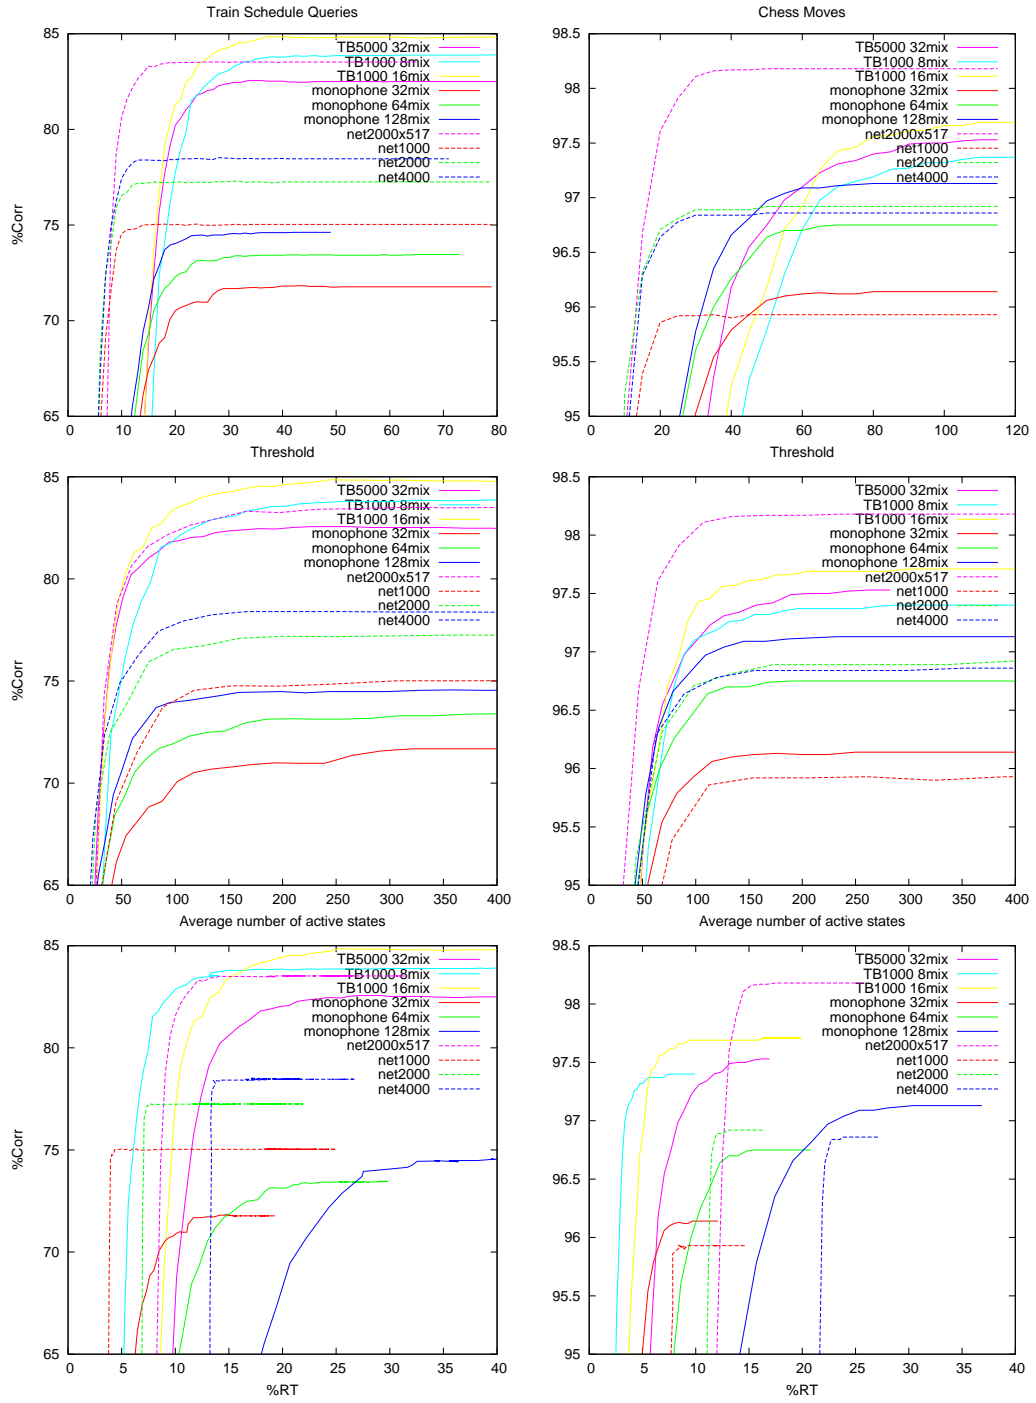 Train Schedule Queries
Chess Moves
85
80
75
70
65
%Corr
TB5000 32mix
TB1000 8mix
TB1000 16mix
monophone 32mix
monophone 64mix
monophone 128mix
net2000x517
net1000
net2000
net4000
0 10 20 30 40 50 60 70 80
Threshold
98.5
98
97.5
97
96.5
96
95.5
95
TB5000 32mix
TB1000 8mix
TB1000 16mix
monophone 32mix
monophone 64mix
monophone 128mix
net2000x517
net1000
net2000
net4000
20 40 60 80 100 120
Threshold
85
80
75
70
65
%Corr
TB5000 32mix
TB1000 8mix
TB1000 16mix
monophone 32mix
monophone 64mix
monophone 128mix
net2000x517
net1000
net2000
net4000
0 50 100 150 200 250 300 350 400
Average number of active states
98.5
98
97.5
97
96.5
96
95.5
95
TB5000 32mix
TB1000 8mix
TB1000 16mix
monophone 32mix
monophone 64mix
monophone 128mix
net2000x517
net1000
net2000
net4000
0 50 100 150 200 250 300 350 400
Average number of active states
85
80
75
70
65
%Corr
TB5000 32mix
TB1000 8mix
TB1000 16mix
monophone 32mix
monophone 64mix
monophone 128mix
net2000x517
net1000
net2000
net4000
0 5 10 15 20 25 30 35 40
%RT
98.5
98
97.5
97
96.5
96
95.5
95
TB5000 32mix
TB1000 8mix
TB1000 16mix
monophone 32mix
monophone 64mix
monophone 128mix
net2000x517
net1000
net2000
net4000
0 5 10 15 20 25 30 35 40
%RT